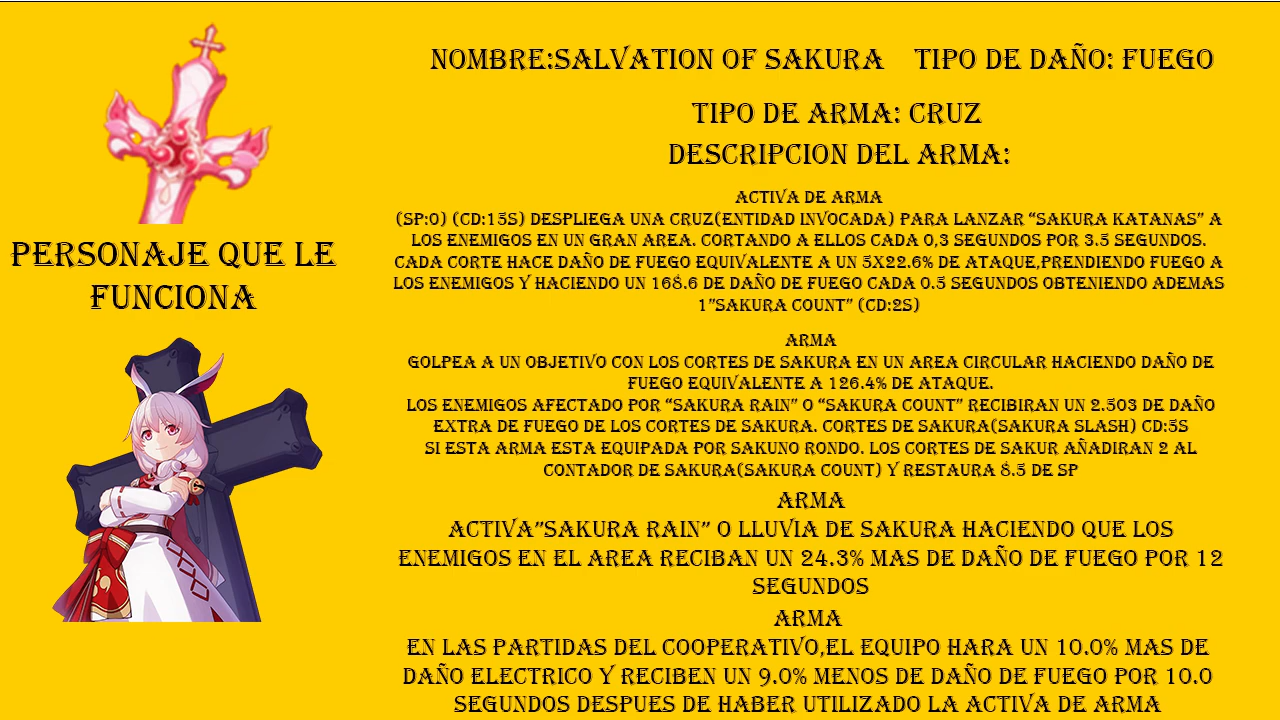 NOMBRE:SALVATION OF SAKURA TIPO DE DAÑO: FUEGO
TIPO DE ARMA: CRUZ
DESCRIPCION DEL ARMA:
ACTIVA DE ARMA
(SP:0) (CD:15S) DESPLIEGA UNA CRUZ(ENTIDAD INVOCADA) PARA LANZAR “SAKURA KATANAS” A
LOS ENEMIGOS EN UN GRAN AREA. CORTANDO A ELLOS CADA 0,3 SEGUNDOS POR 3.5 SEGUNDOS.
CADA CORTE HACE DAÑO DE FUEGO EQUIVALENTE A UN 5X22.6% DE ATAQUE,PRENDIENDO FUEGO A
LOS ENEMIGOS Y HACIENDO UN 168.6 DE DAÑO DE FUEGO CADA 0.5 SEGUNDOS OBTENIENDO ADEMAS
1”SAKURA COUNT” (CD:2S)
PERSONAJE QUE LE
FUNCIONA
ARMA
GOLPEA A UN OBJETIVO CON LOS CORTES DE SAKURA EN UN AREA CIRCULAR HACIENDO DAÑO DE
FUEGO EQUIVALENTE A 126.4% DE ATAQUE.
LOS ENEMIGOS AFECTADO POR “SAKURA RAIN” O “SAKURA COUNT” RECIBIRAN UN 2.503 DE DAÑO
EXTRA DE FUEGO DE LOS CORTES DE SAKURA. CORTES DE SAKURA(SAKURA SLASH) CD:5S
SI ESTA ARMA ESTA EQUIPADA POR SAKUNO RONDO. LOS CORTES DE SAKUR AÑADIRAN 2 AL
CONTADOR DE SAKURA(SAKURA COUNT) Y RESTAURA 8.5 DE SP
ARMA
ACTIVA”SAKURA RAIN” O LLUVIA DE SAKURA HACIENDO QUE LOS
ENEMIGOS EN EL AREA RECIBAN UN 24.3% MAS DE DAÑO DE FUEGO POR 12
SEGUNDOS
ARMA
EN LAS PARTIDAS DEL COOPERATIVO,EL EQUIPO HARA UN 10.0% MAS DE
DAÑO ELECTRICO Y RECIBEN UN 9.0% MENOS DE DAÑO DE FUEGO POR 10.0
SEGUNDOS DESPUES DE HABER UTILIZADO LA ACTIVA DE ARMA